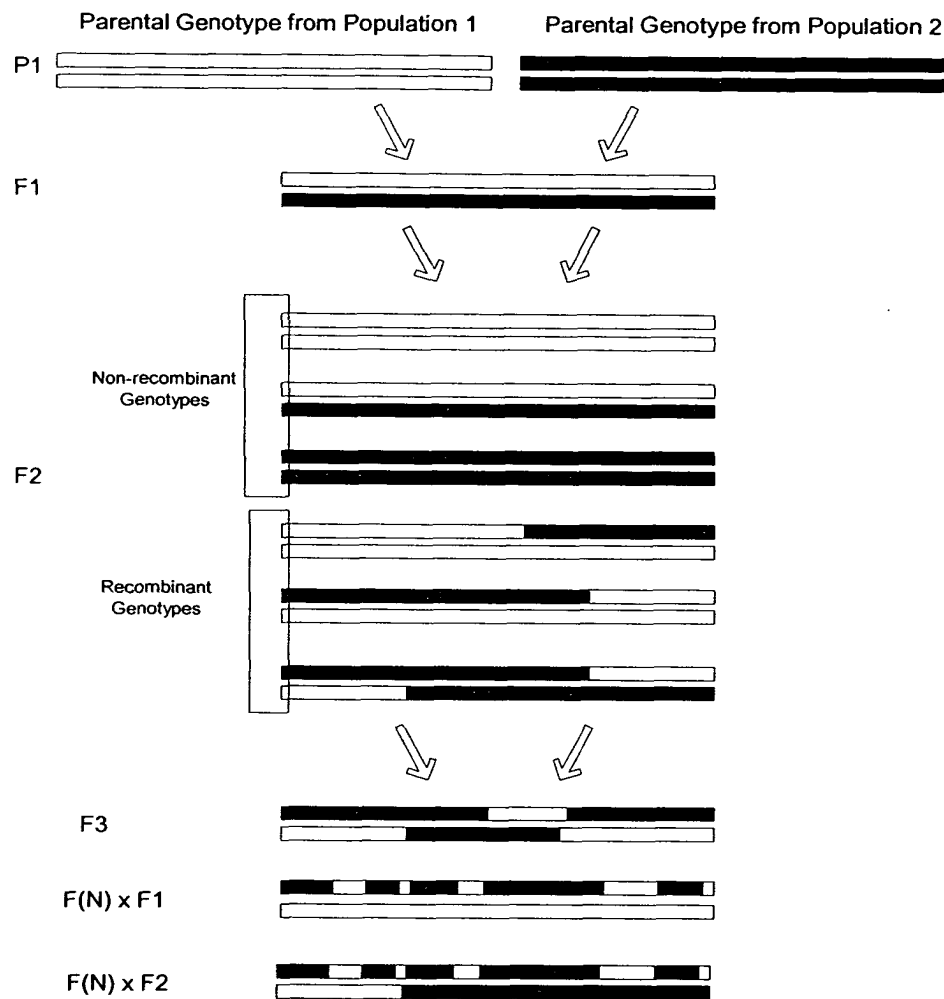 Parental Genotype from Population 1
Parental Genotype from Population 2
P1
F1
Non-recombinant
Genotypes
F2
Recombinant
Genotypes
F3
F(N) x F1
F(N) x F2